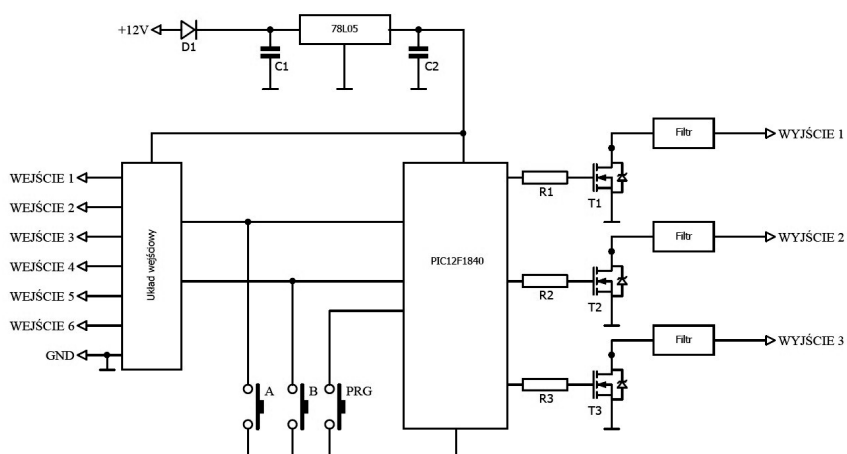 +12V
D1
C1
78L05
C2
WEJŚCIE 1
WEJŚCIE 2
WEJŚCIE 3
WEJŚCIE 4
WEJŚCIE 5
WEJŚCIE 6
GND
Układ wejściowy
A
B
PRG
PIC12F1840
R1
T1
Filtr
WYJŚCIE 1
R2
T2
Filtr
WYJŚCIE 2
R3
T3
Filtr
WYJŚCIE 3